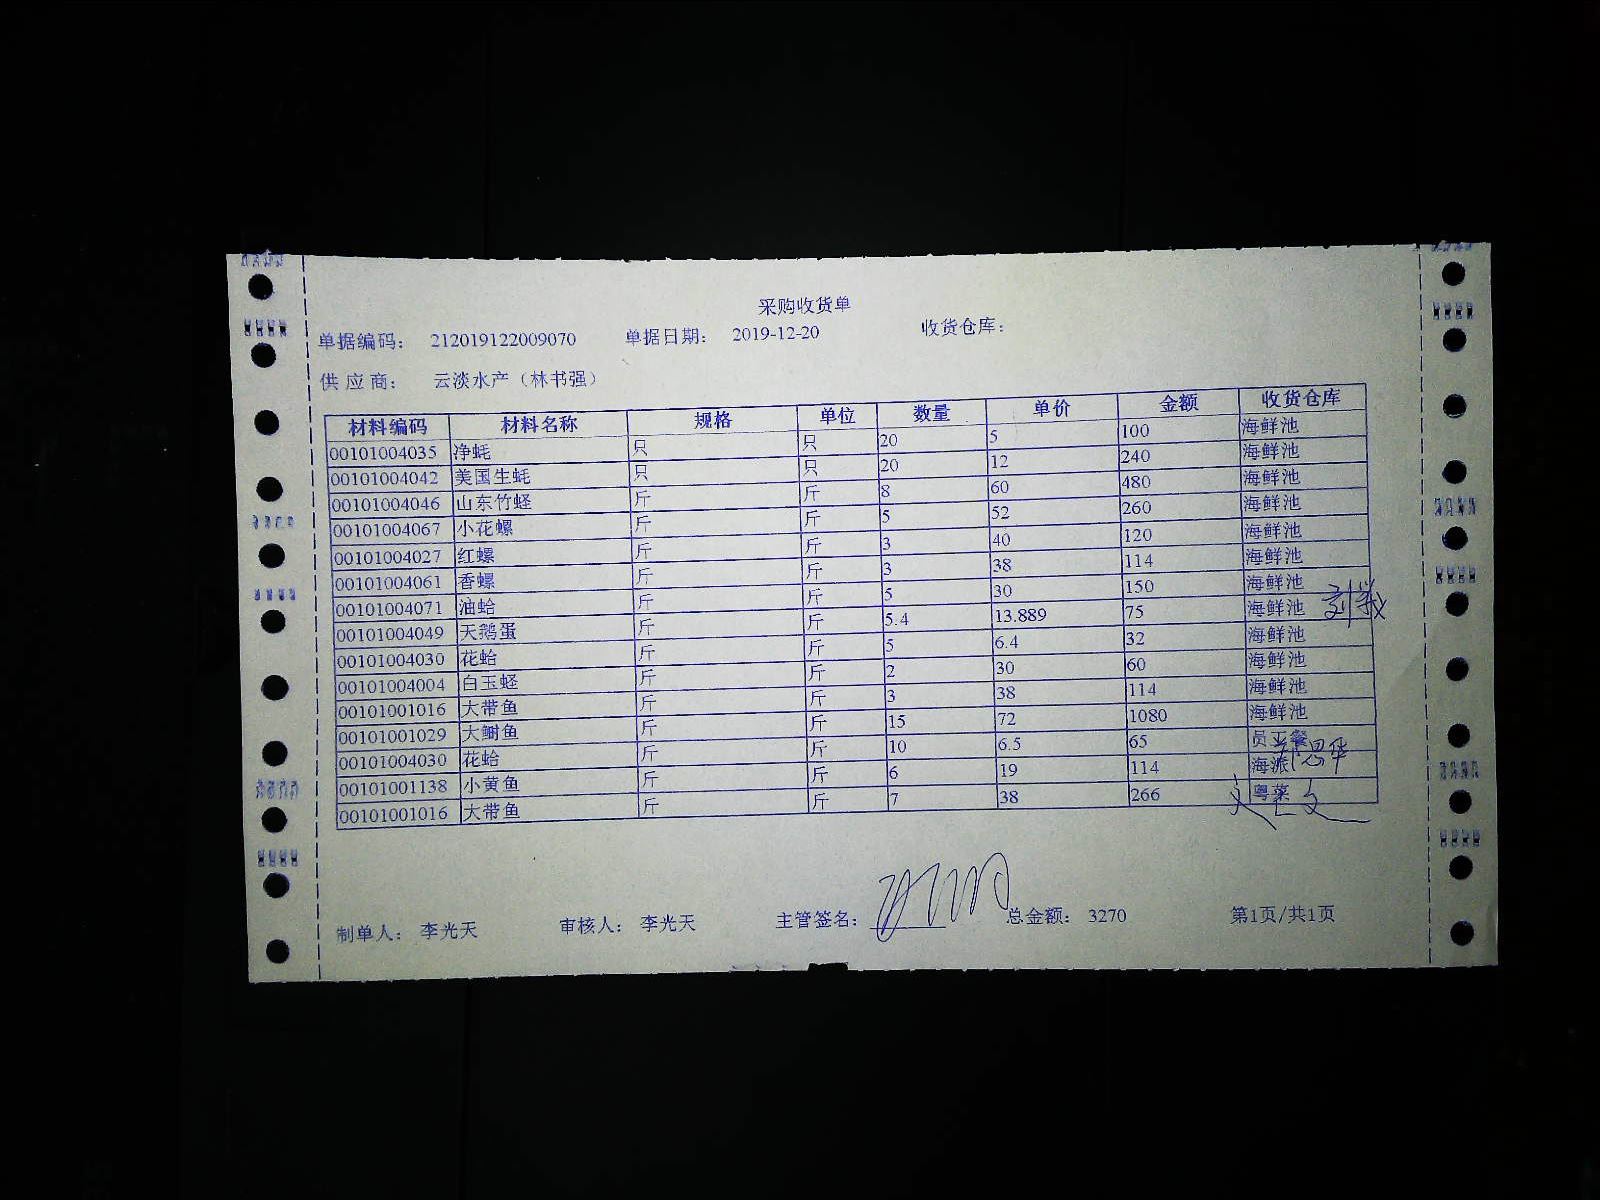 采购收货单
单据编码: 212019122009070 单据日期: 2019-12-20 收货仓库:
供应商: 云淡水产（林书强）
材料编码 材料名称 规格 单位 数量 单价 金额 收货仓库
00101004035 净蚝 只 只 20 5 100 海鲜池
00101004042 美国生蚝 只 只 20 12 240 海鲜池
00101004046 山东竹蛏 斤 斤 8 60 480 海鲜池
00101004067 小花螺 斤 斤 5 52 260 海鲜池
00101004027 红螺 斤 斤 3 40 120 海鲜池
00101004061 香螺 斤 斤 3 38 114 海鲜池
00101004071 油蛤 斤 斤 5 30 150 海鲜池
00101004049 天鹅蛋 斤 斤 5.4 13.889 75 海鲜池
00101004030 花蛤 斤 斤 5 6.4 32 海鲜池
00101004004 白玉蛏 斤 斤 2 30 60 海鲜池
00101001016 大带鱼 斤 斤 3 38 114 海鲜池
00101001029 大鲥鱼 斤 斤 15 72 1080 海鲜池
00101004030 花蛤 斤 斤 10 6.5 65 员工餐
00101001138 小黄鱼 斤 斤 6 19 114 海派
00101001016 大带鱼 斤 斤 7 38 266 粤菜
制单人: 李光天 审核人: 李光天 主管签名: 总金额: 3270 第1页/共1页